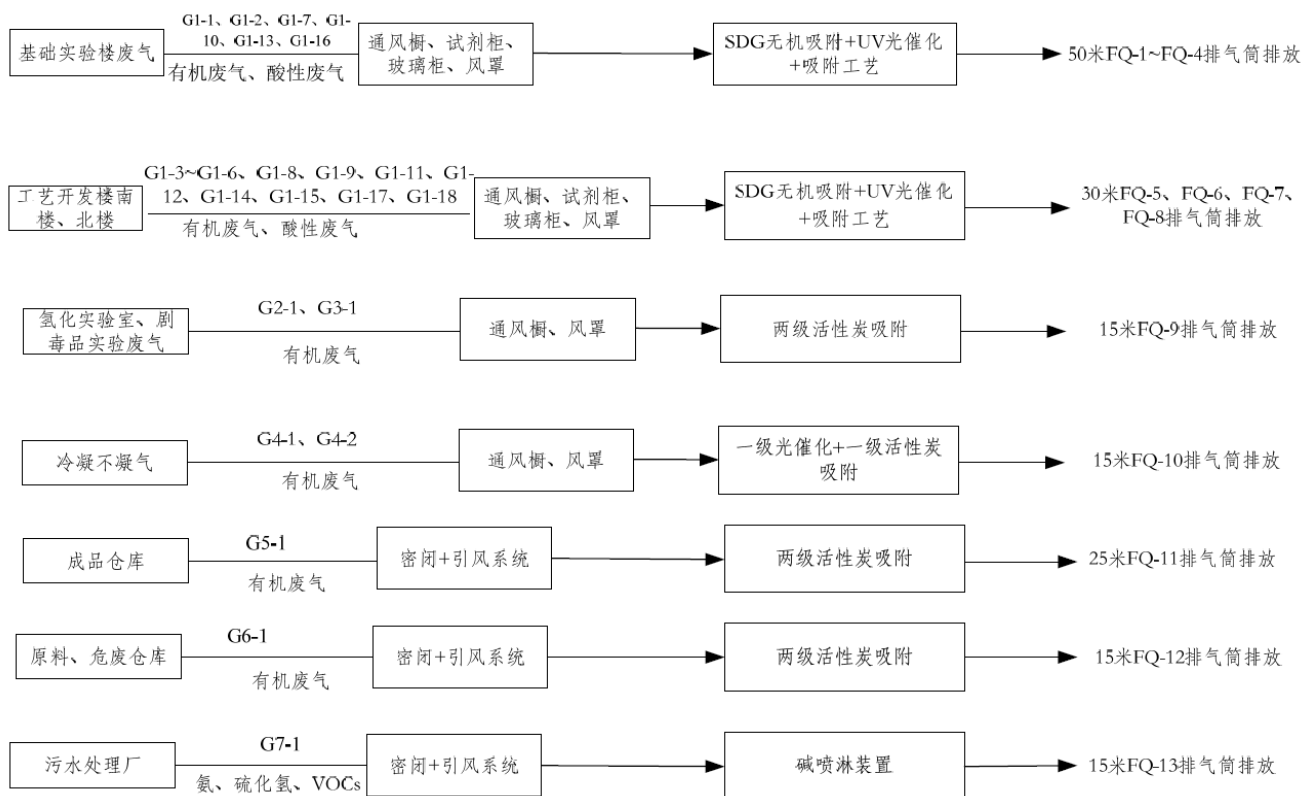 基础实验楼废气
G1-1、G1-2、G1-7、G1-
10、G1-13、G1-16
有机废气、酸性废气
通风橱、试剂柜、
玻璃柜、风罩
SDG无机吸附+UV光催化
+吸附工艺
50米FQ-1~FQ-4排气筒排放
工艺开发楼南
楼、北楼
G1-3~G1-6、G1-8、G1-9、G1-11、G1-
12、G1-14、G1-15、G1-17、G1-18
有机废气、酸性废气
通风橱、试剂柜、
玻璃柜、风罩
SDG无机吸附+UV光催化
+吸附工艺
30米FQ-5、FQ-6、FQ-7、
FQ-8排气筒排放
氢化实验室、剧
毒品实验废气
G2-1、G3-1
有机废气
通风橱、风罩
两级活性炭吸附
15米FQ-9排气筒排放
冷凝不凝气
G4-1、G4-2
有机废气
通风橱、风罩
一级光催化+一级活性炭
吸附
15米FQ-10排气筒排放
成品仓库
G5-1
有机废气
密闭+引风系统
两级活性炭吸附
25米FQ-11排气筒排放
原料、危废仓库
G6-1
有机废气
密闭+引风系统
两级活性炭吸附
15米FQ-12排气筒排放
污水处理厂
G7-1
氨、硫化氢、VOCs
密闭+引风系统
碱喷淋装置
15米FQ-13排气筒排放